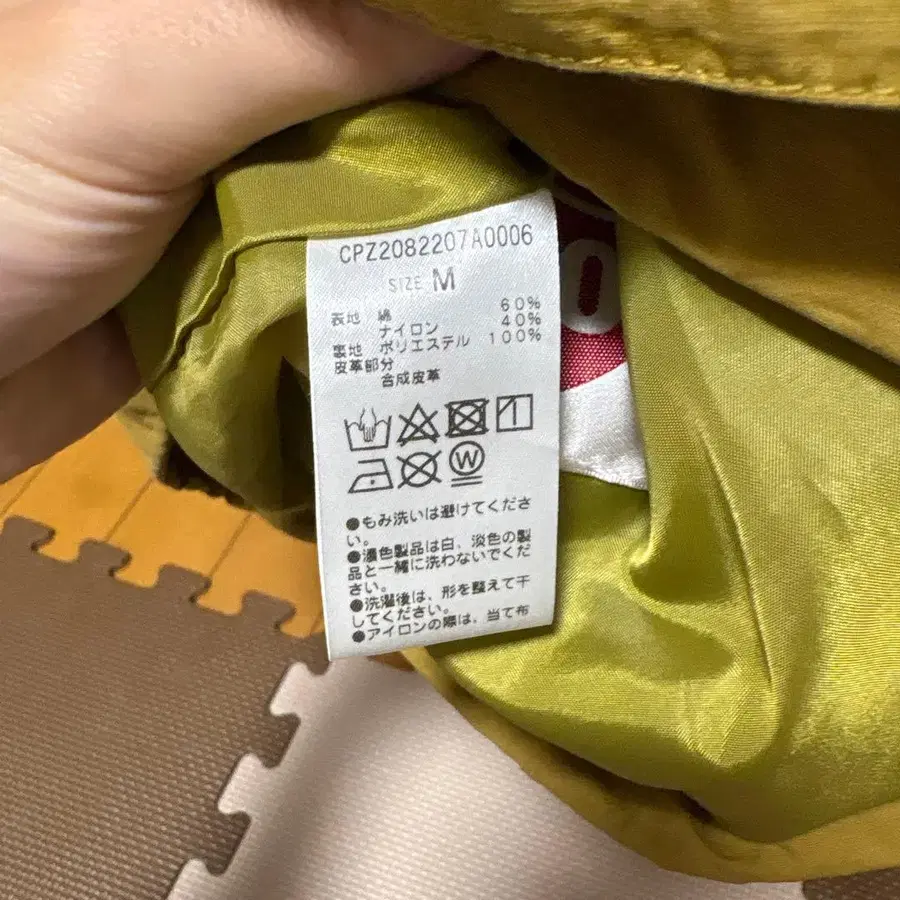 CPZ2082207A0006
SIZE M
表地 綿 60%
ナイロン 40%
裏地 ポリエステル 100%
皮革部分
合成皮革
W
●もみ洗いは避けてくださ
い。
●濃色製品は白、淡色の製
品と一緒に洗わないでくだ
さい。
●洗濯後は、形を整えて干
してください。
●アイロンの際は、当て布